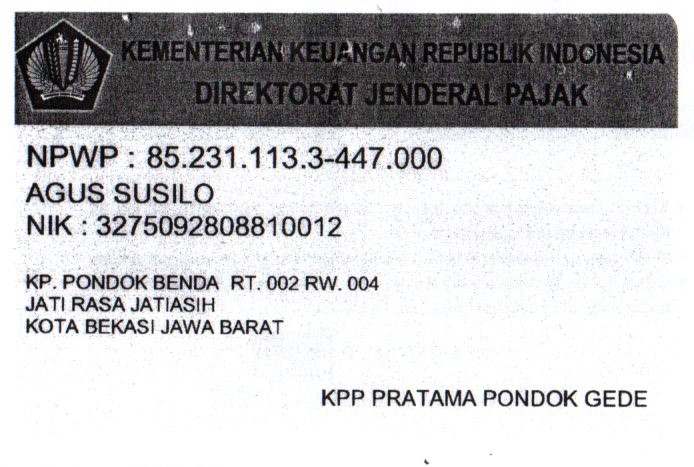 KEMENTERIAN KEUANGAN REPUBLIK INDONESIA
DIREKTORAT JENDERAL PAJAK
NPWP : 85.231.113.3-447.000
AGUS SUSILO
NIK : 3275092808810012
KP. PONDOK BENDA RT. 002 RW. 004
JATI RASA JATIASIH
KOTA BEKASI JAWA BARAT
KPP PRATAMA PONDOK GEDE